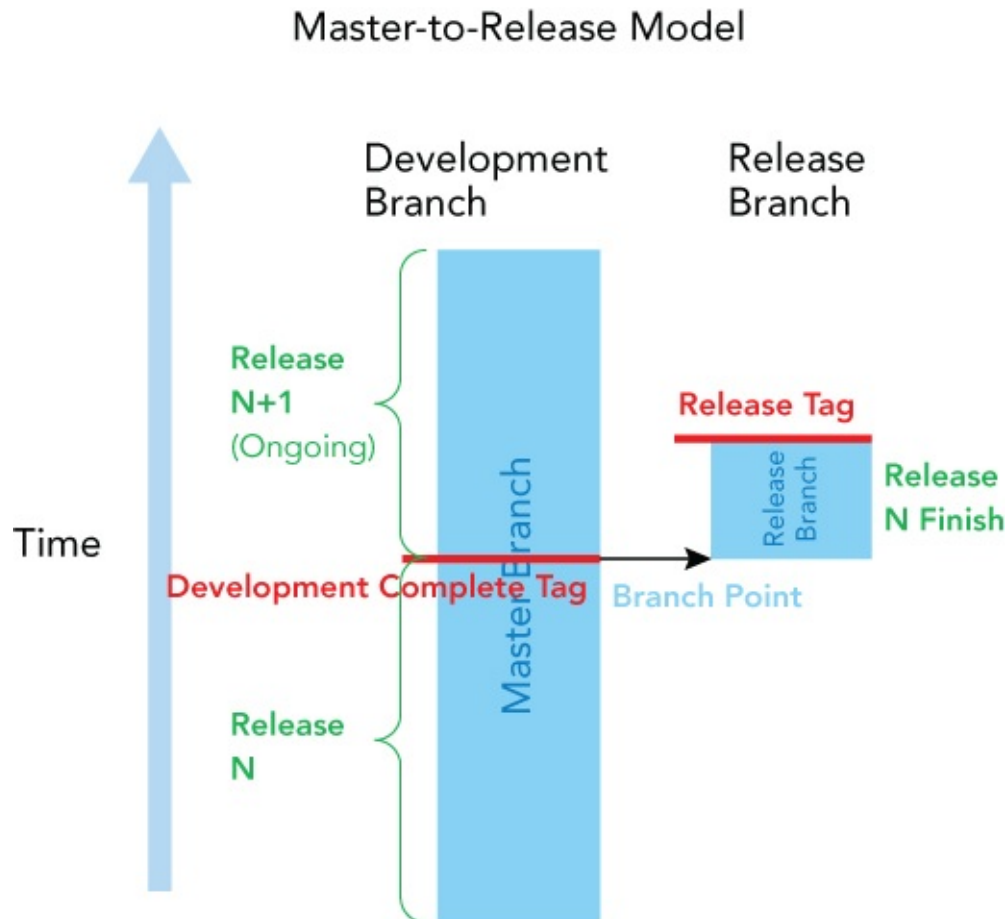 Master-to-Release Model
Development
Branch
Release
Branch
Release
N+1
(Ongoing)
Release Tag
Release
Branch
Release
N Finish
Time
Development Complete Tag
Branch Point
Master Branch
Release
N